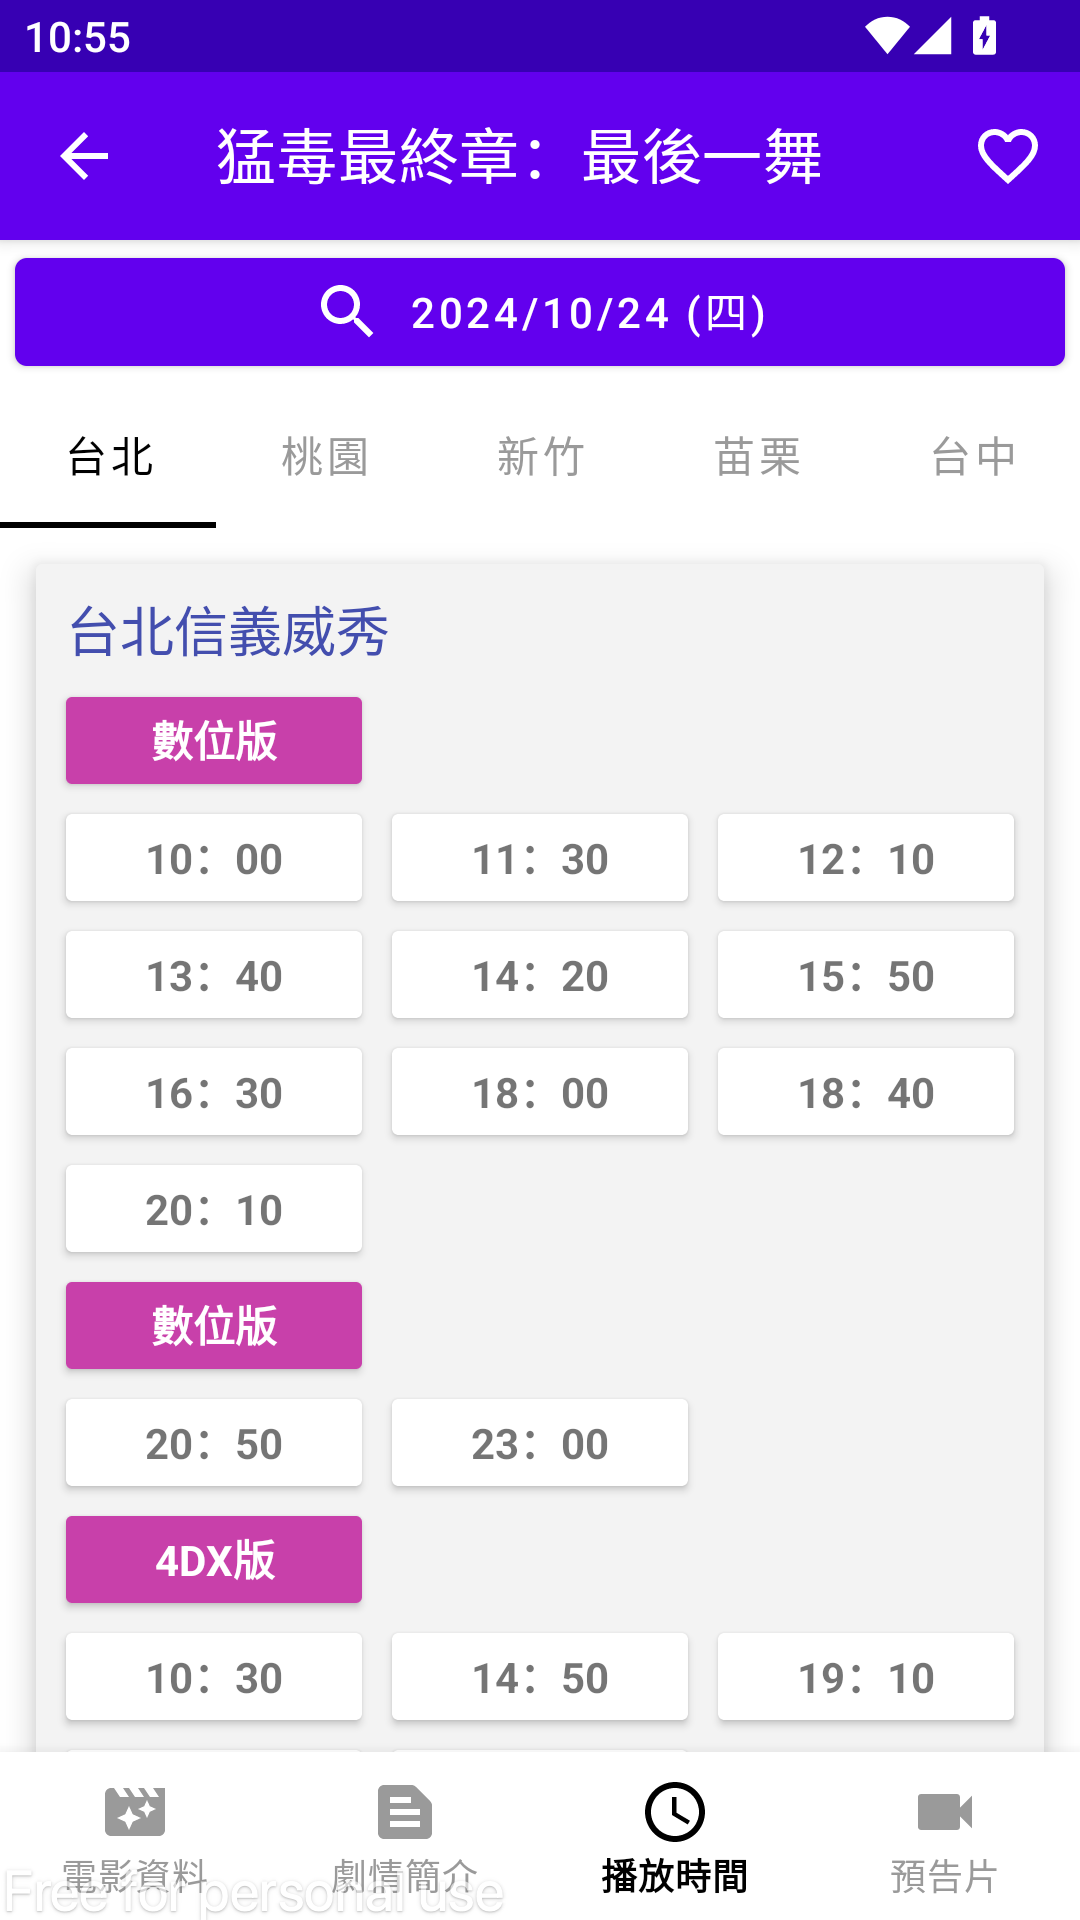 10:55
猛毒最終章：最後一舞
2024/10/24 (四)
台北 桃園 新竹 苗栗 台中
台北信義威秀
數位版
10：00 11：30 12：10
13：40 14：20 15：50
16：30 18：00 18：40
20：10
數位版
20：50 23：00
4DX版
10：30 14：50 19：10
電影資料 劇情簡介 播放時間 預告片
Free for personal use